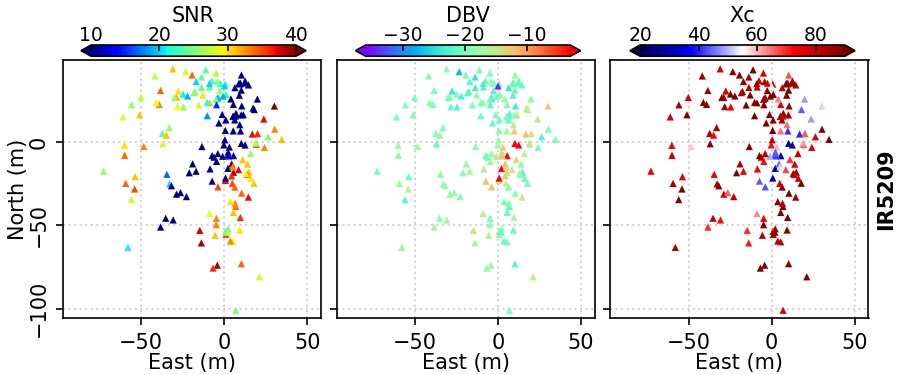 SNR DBV Xc
10 20 30 40 −30 −20 −10 20 40 60 80
North (m)
0
−50
−100
IR5209
−50 0 50 −50 0 50 −50 0 50
East (m) East (m) East (m)